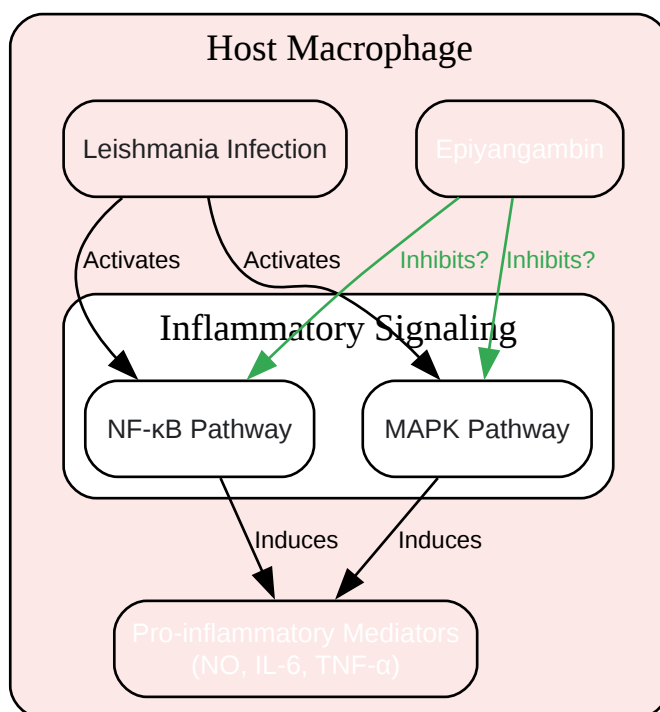 Host Macrophage
Leishmania Infection
Epiyangambin
Activates
Activates
Inhibits?
Inhibits?
Inflammatory Signaling
NF-κB Pathway
MAPK Pathway
Induces
Induces
Pro-inflammatory Mediators
(NO, IL-6, TNF-α)